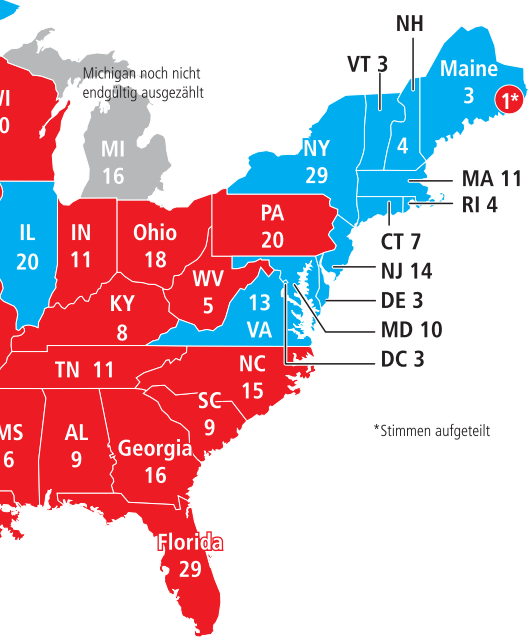 NH
VT 3
Maine
3
1*
Michigan noch nicht
endgültig ausgezählt
WI
0
MI
16
NY
29
4
MA 11
RI 4
IL
20
IN
11
Ohio
18
PA
20
CT 7
NJ 14
WV
5
13
VA
DE 3
MD 10
DC 3
KY
8
TN 11
NC
15
SC
9
MS
6
AL
9
Georgia
16
*Stimmen aufgeteilt
Florida
29